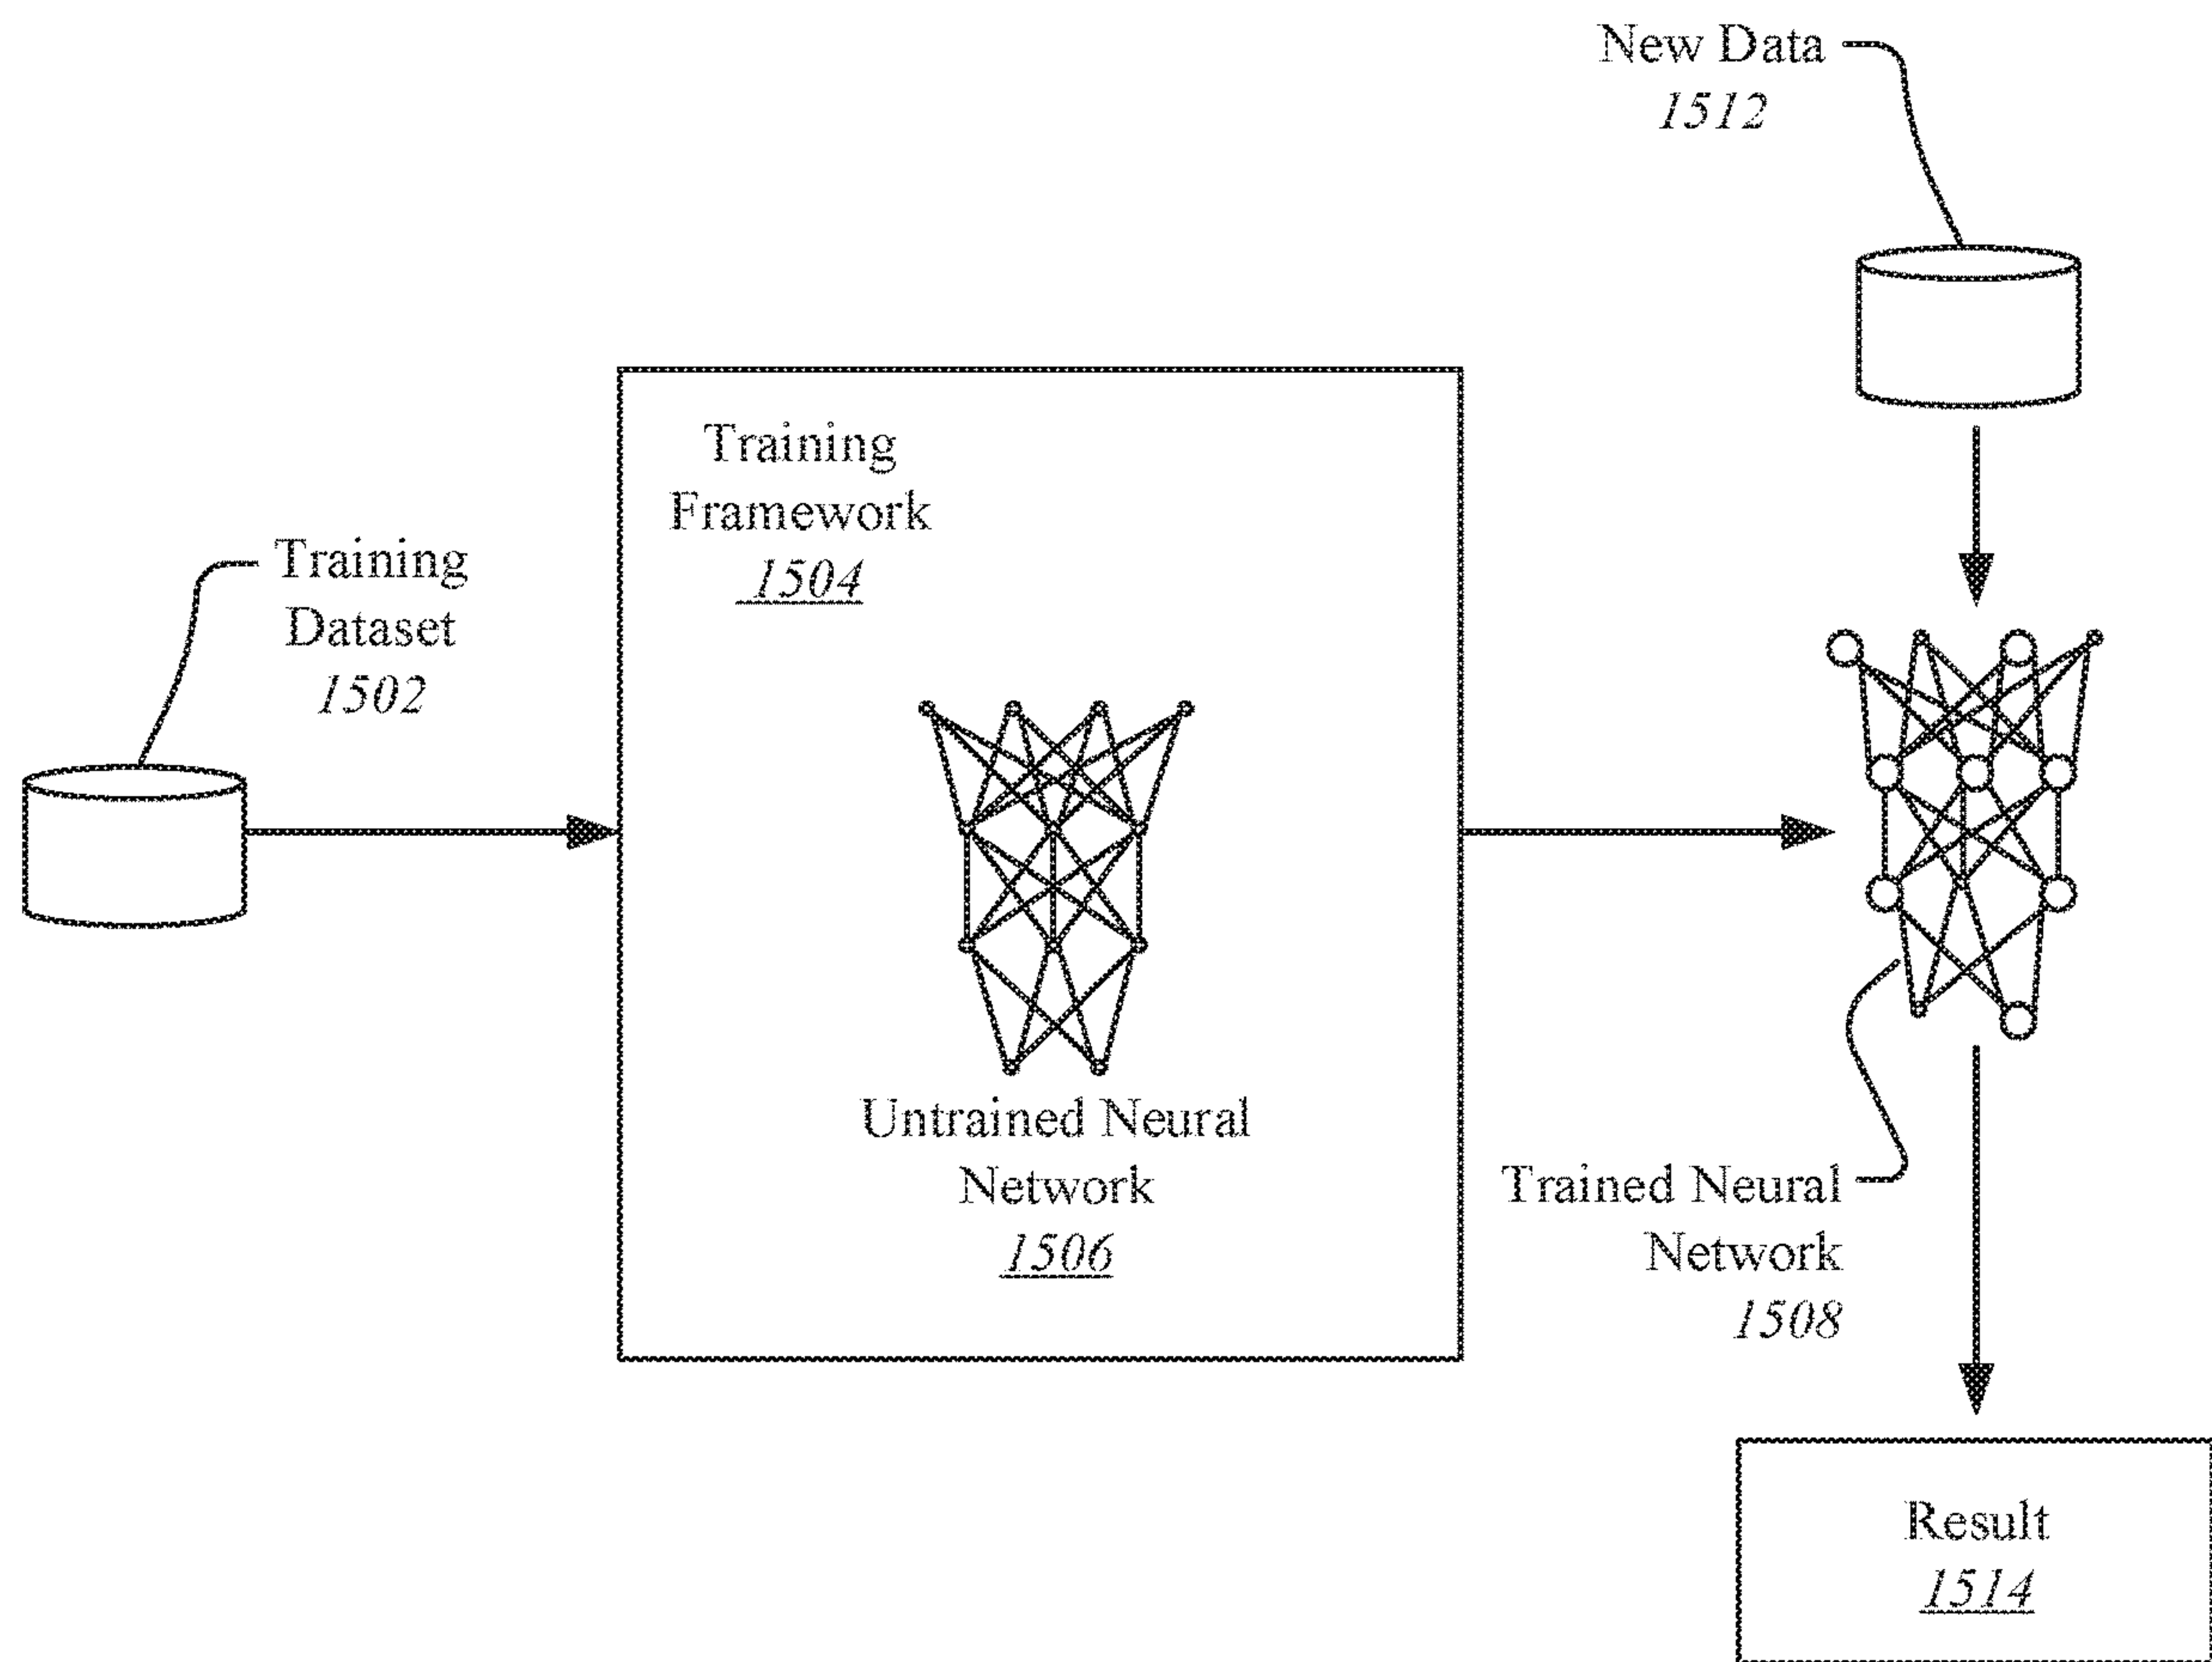 New Data
1512
Training
Framework
1504
Training
Dataset
1502
Untrained Neural
Network
1506
Trained Neural
Network
1508
Result
1514